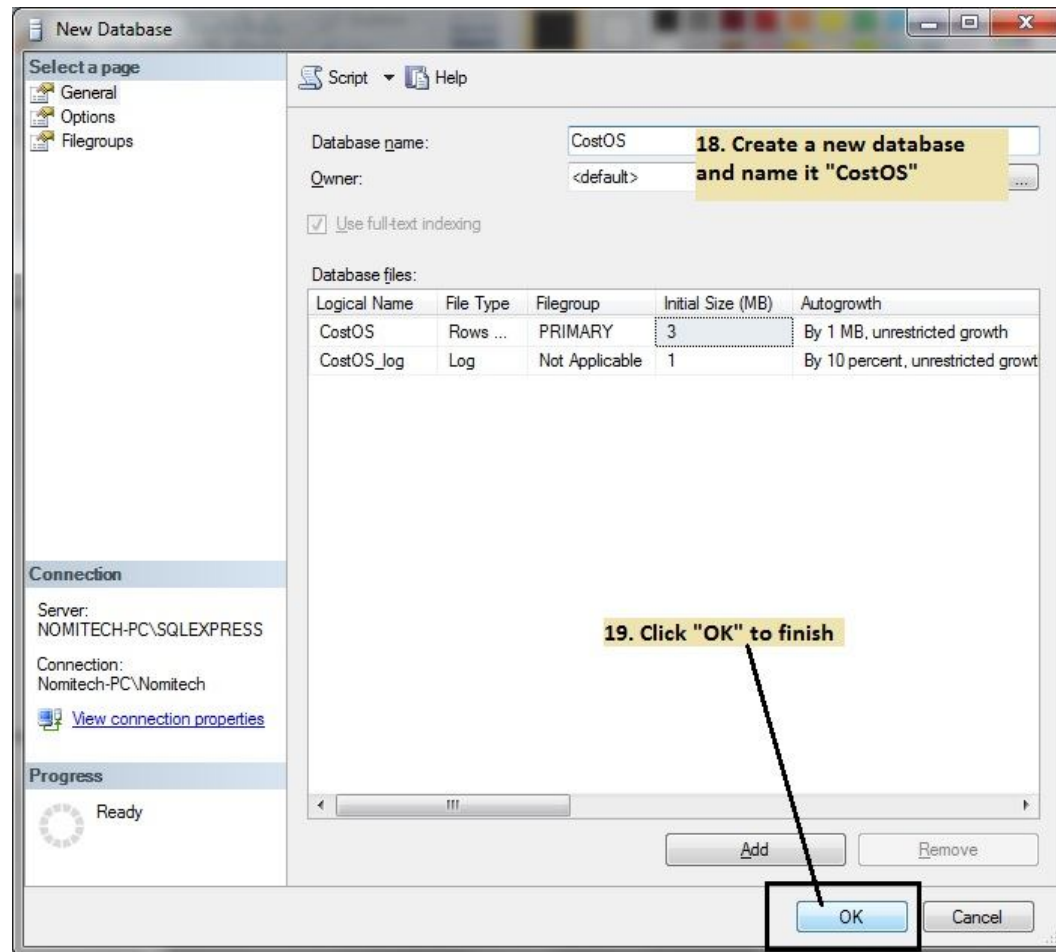 New Database
Select a page
General
Options
Filegroups
Script
Help
Database name:
CostOS
18. Create a new database
and name it "CostOS"
Owner:
<default>
...
Use full-text indexing
Database files:
Logical Name File Type Filegroup Initial Size (MB) Autogrowth
CostOS Rows ... PRIMARY 3 By 1 MB, unrestricted growth
CostOS_log Log Not Applicable 1 By 10 percent, unrestricted growt
Connection
Server:
NOMITECH-PC\SQLEXPRESS
Connection:
Nomitech-PC\Nomitech
View connection properties
19. Click "OK" to finish
Progress
Ready
Add
Remove
OK
Cancel